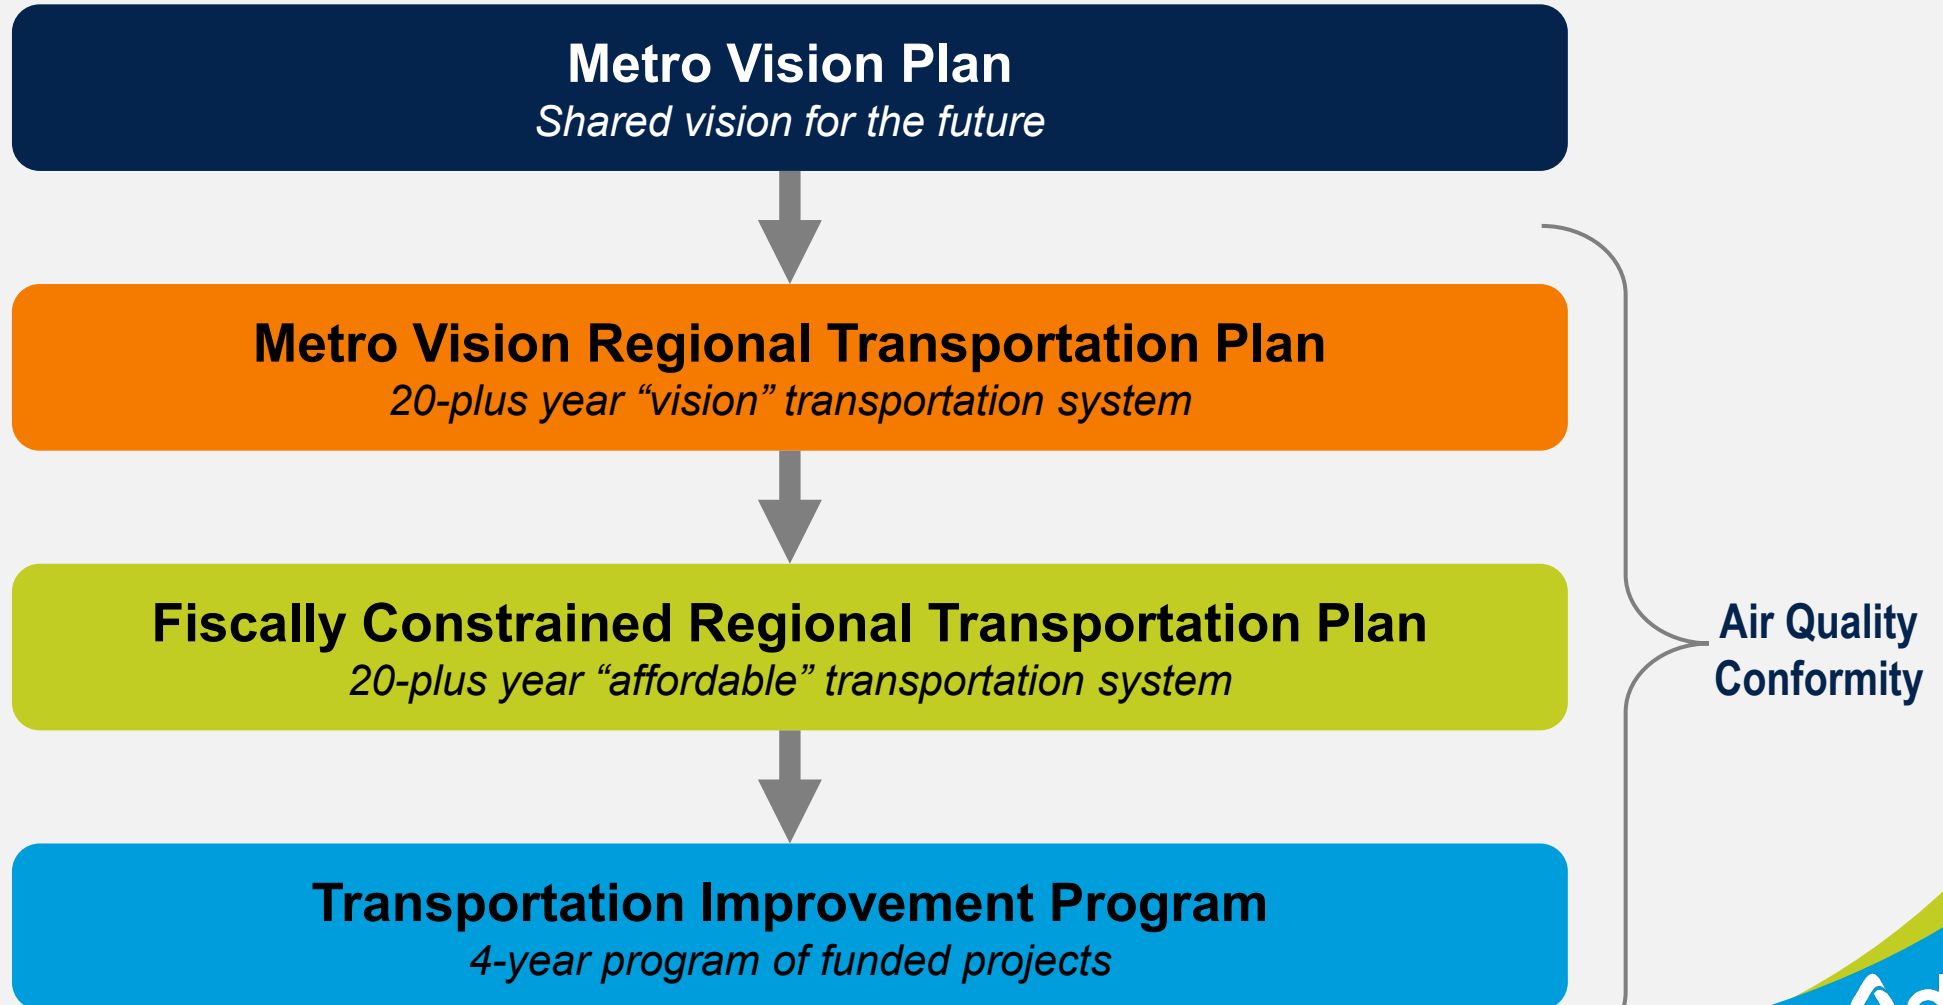 Metro Vision Plan
Shared vision for the future
Metro Vision Regional Transportation Plan
20-plus year “vision” transportation system
Fiscally Constrained Regional Transportation Plan
20-plus year “affordable” transportation system
Air Quality
Conformity
Transportation Improvement Program
4-year program of funded projects